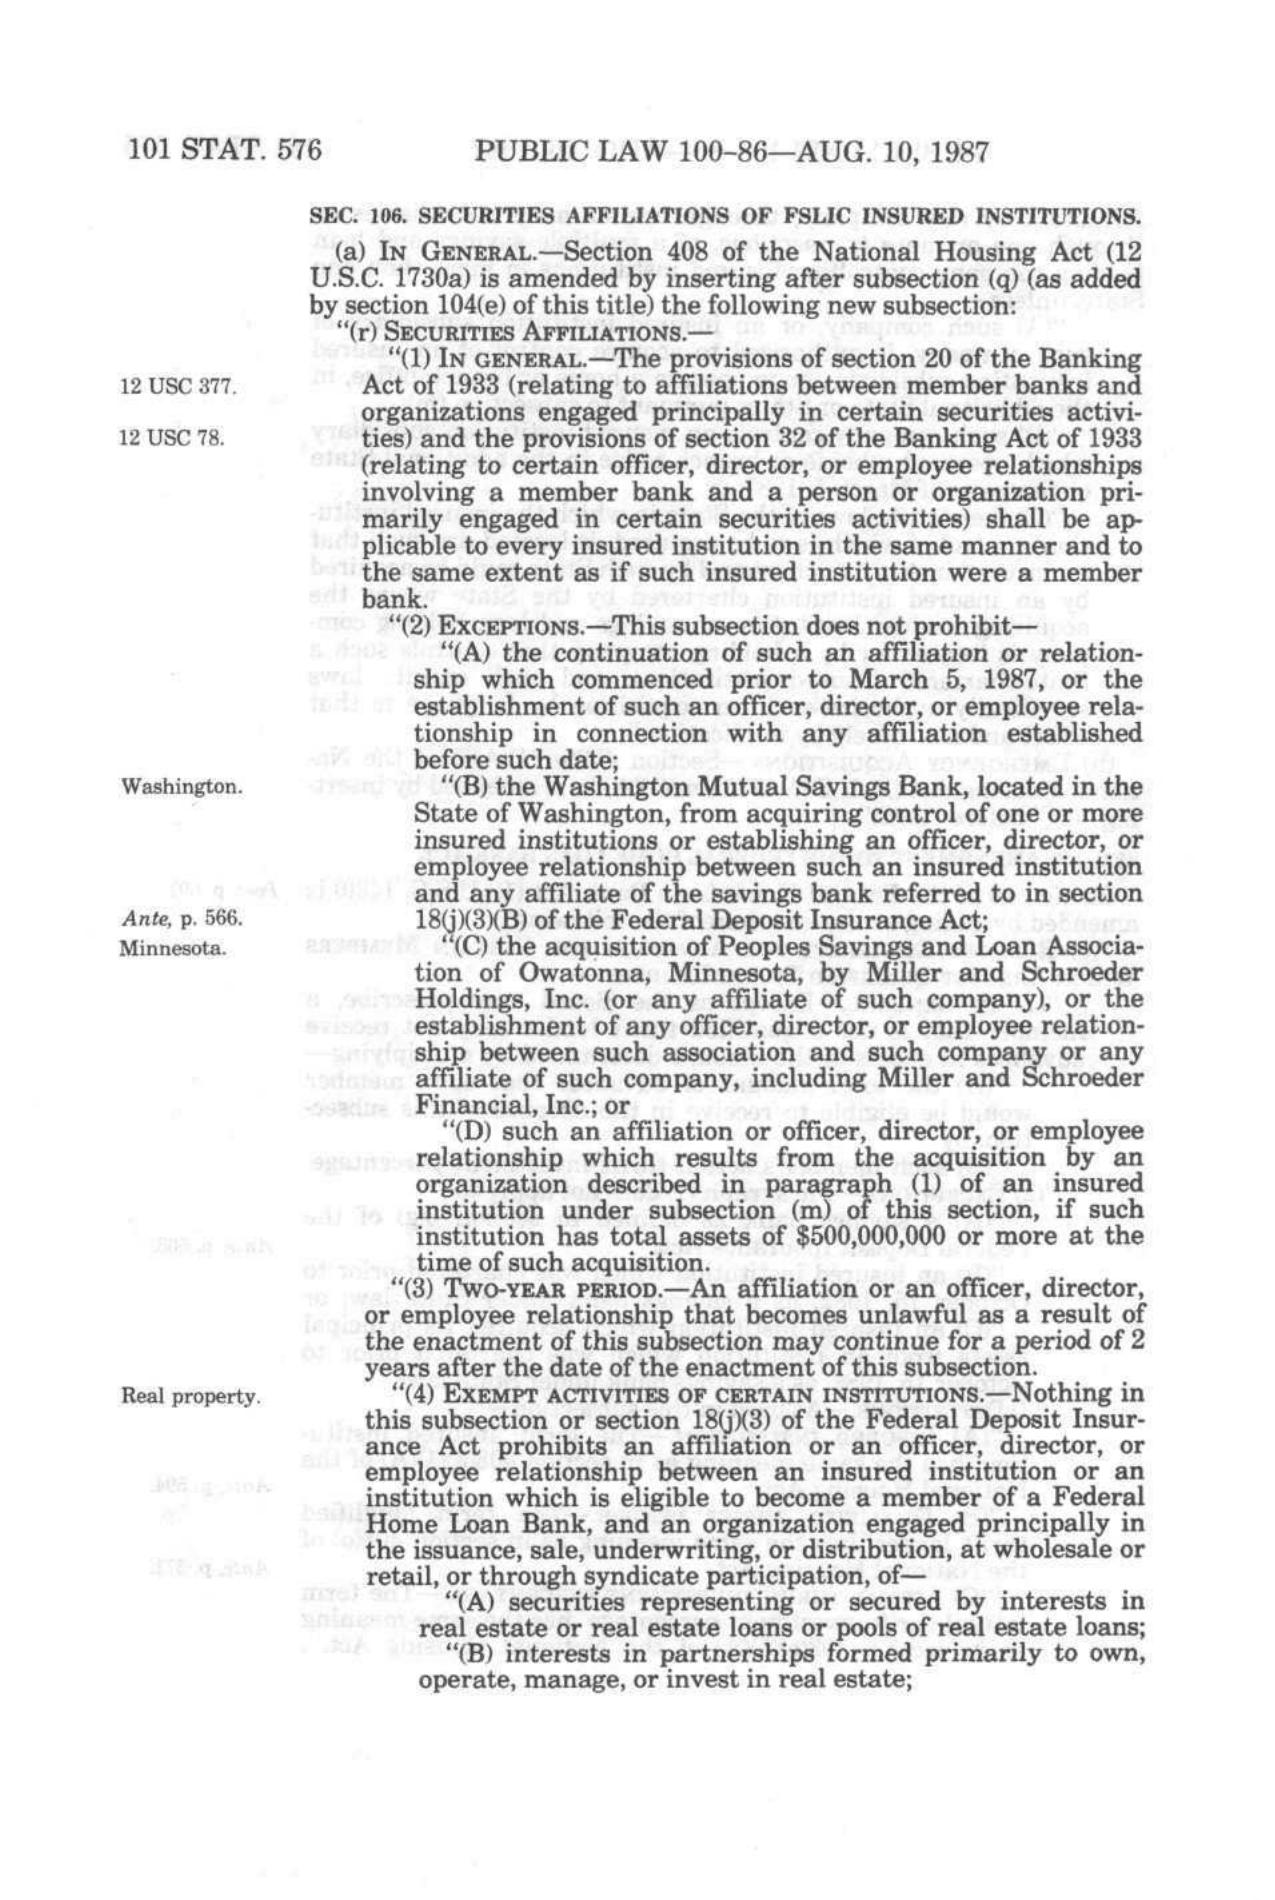 101 STAT. 576 PUBLIC LAW 100–86—AUG. 10, 1987
SEC. 106. SECURITIES AFFILIATIONS OF FSLIC INSURED INSTITUTIONS.
(a) IN GENERAL.—Section 408 of the National Housing Act (12
U.S.C. 1730a) is amended by inserting after subsection (q) (as added
by section 104(e) of this title) the following new subsection:
“(r) SECURITIES AFFILIATIONS.—
“(1) IN GENERAL.—The provisions of section 20 of the Banking
12 USC 377. Act of 1933 (relating to affiliations between member banks and
organizations engaged principally in certain securities activi-
12 USC 78. ties) and the provisions of section 32 of the Banking Act of 1933
(relating to certain officer, director, or employee relationships
involving a member bank and a person or organization pri-
marily engaged in certain securities activities) shall be ap-
plicable to every insured institution in the same manner and to
the same extent as if such insured institution were a member
bank.
“(2) EXCEPTIONS.—This subsection does not prohibit—
“(A) the continuation of such an affiliation or relation-
ship which commenced prior to March 5, 1987, or the
establishment of such an officer, director, or employee rela-
tionship in connection with any affiliation established
before such date;
Washington. “(B) the Washington Mutual Savings Bank, located in the
State of Washington, from acquiring control of one or more
insured institutions or establishing an officer, director, or
employee relationship between such an insured institution
and any affiliate of the savings bank referred to in section
Ante, p. 566. 18(j)(3)(B) of the Federal Deposit Insurance Act;
Minnesota. “(C) the acquisition of Peoples Savings and Loan Associa-
tion of Owatonna, Minnesota, by Miller and Schroeder
Holdings, Inc. (or any affiliate of such company), or the
establishment of any officer, director, or employee relation-
ship between such association and such company or any
affiliate of such company, including Miller and Schroeder
Financial, Inc.; or
“(D) such an affiliation or officer, director, or employee
relationship which results from the acquisition by an
organization described in paragraph (1) of an insured
institution under subsection (m) of this section, if such
institution has total assets of $500,000,000 or more at the
time of such acquisition.
“(3) TWO-YEAR PERIOD.—An affiliation or an officer, director,
or employee relationship that becomes unlawful as a result of
the enactment of this subsection may continue for a period of 2
years after the date of the enactment of this subsection.
Real property. “(4) EXEMPT ACTIVITIES OF CERTAIN INSTITUTIONS.—Nothing in
this subsection or section 18(j)(3) of the Federal Deposit Insur-
ance Act prohibits an affiliation or an officer, director, or
employee relationship between an insured institution or an
institution which is eligible to become a member of a Federal
Home Loan Bank, and an organization engaged principally in
the issuance, sale, underwriting, or distribution, at wholesale or
retail, or through syndicate participation, of—
“(A) securities representing or secured by interests in
real estate or real estate loans or pools of real estate loans;
“(B) interests in partnerships formed primarily to own,
operate, manage, or invest in real estate;